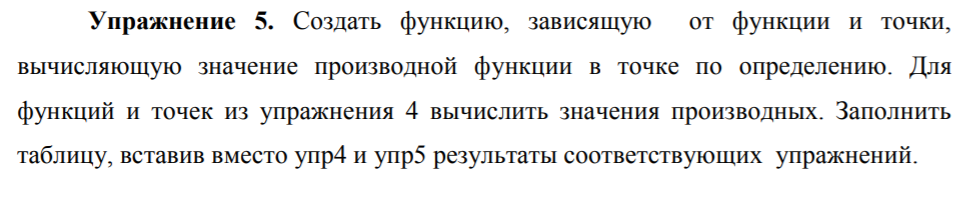 Упражнение 5. Создать функцию, зависящую от функции и точки,
вычисляющую значение производной функции в точке по определению. Для
функций и точек из упражнения 4 вычислить значения производных. Заполнить
таблицу, вставив вместо упр4 и упр5 результаты соответствующих упражнений.